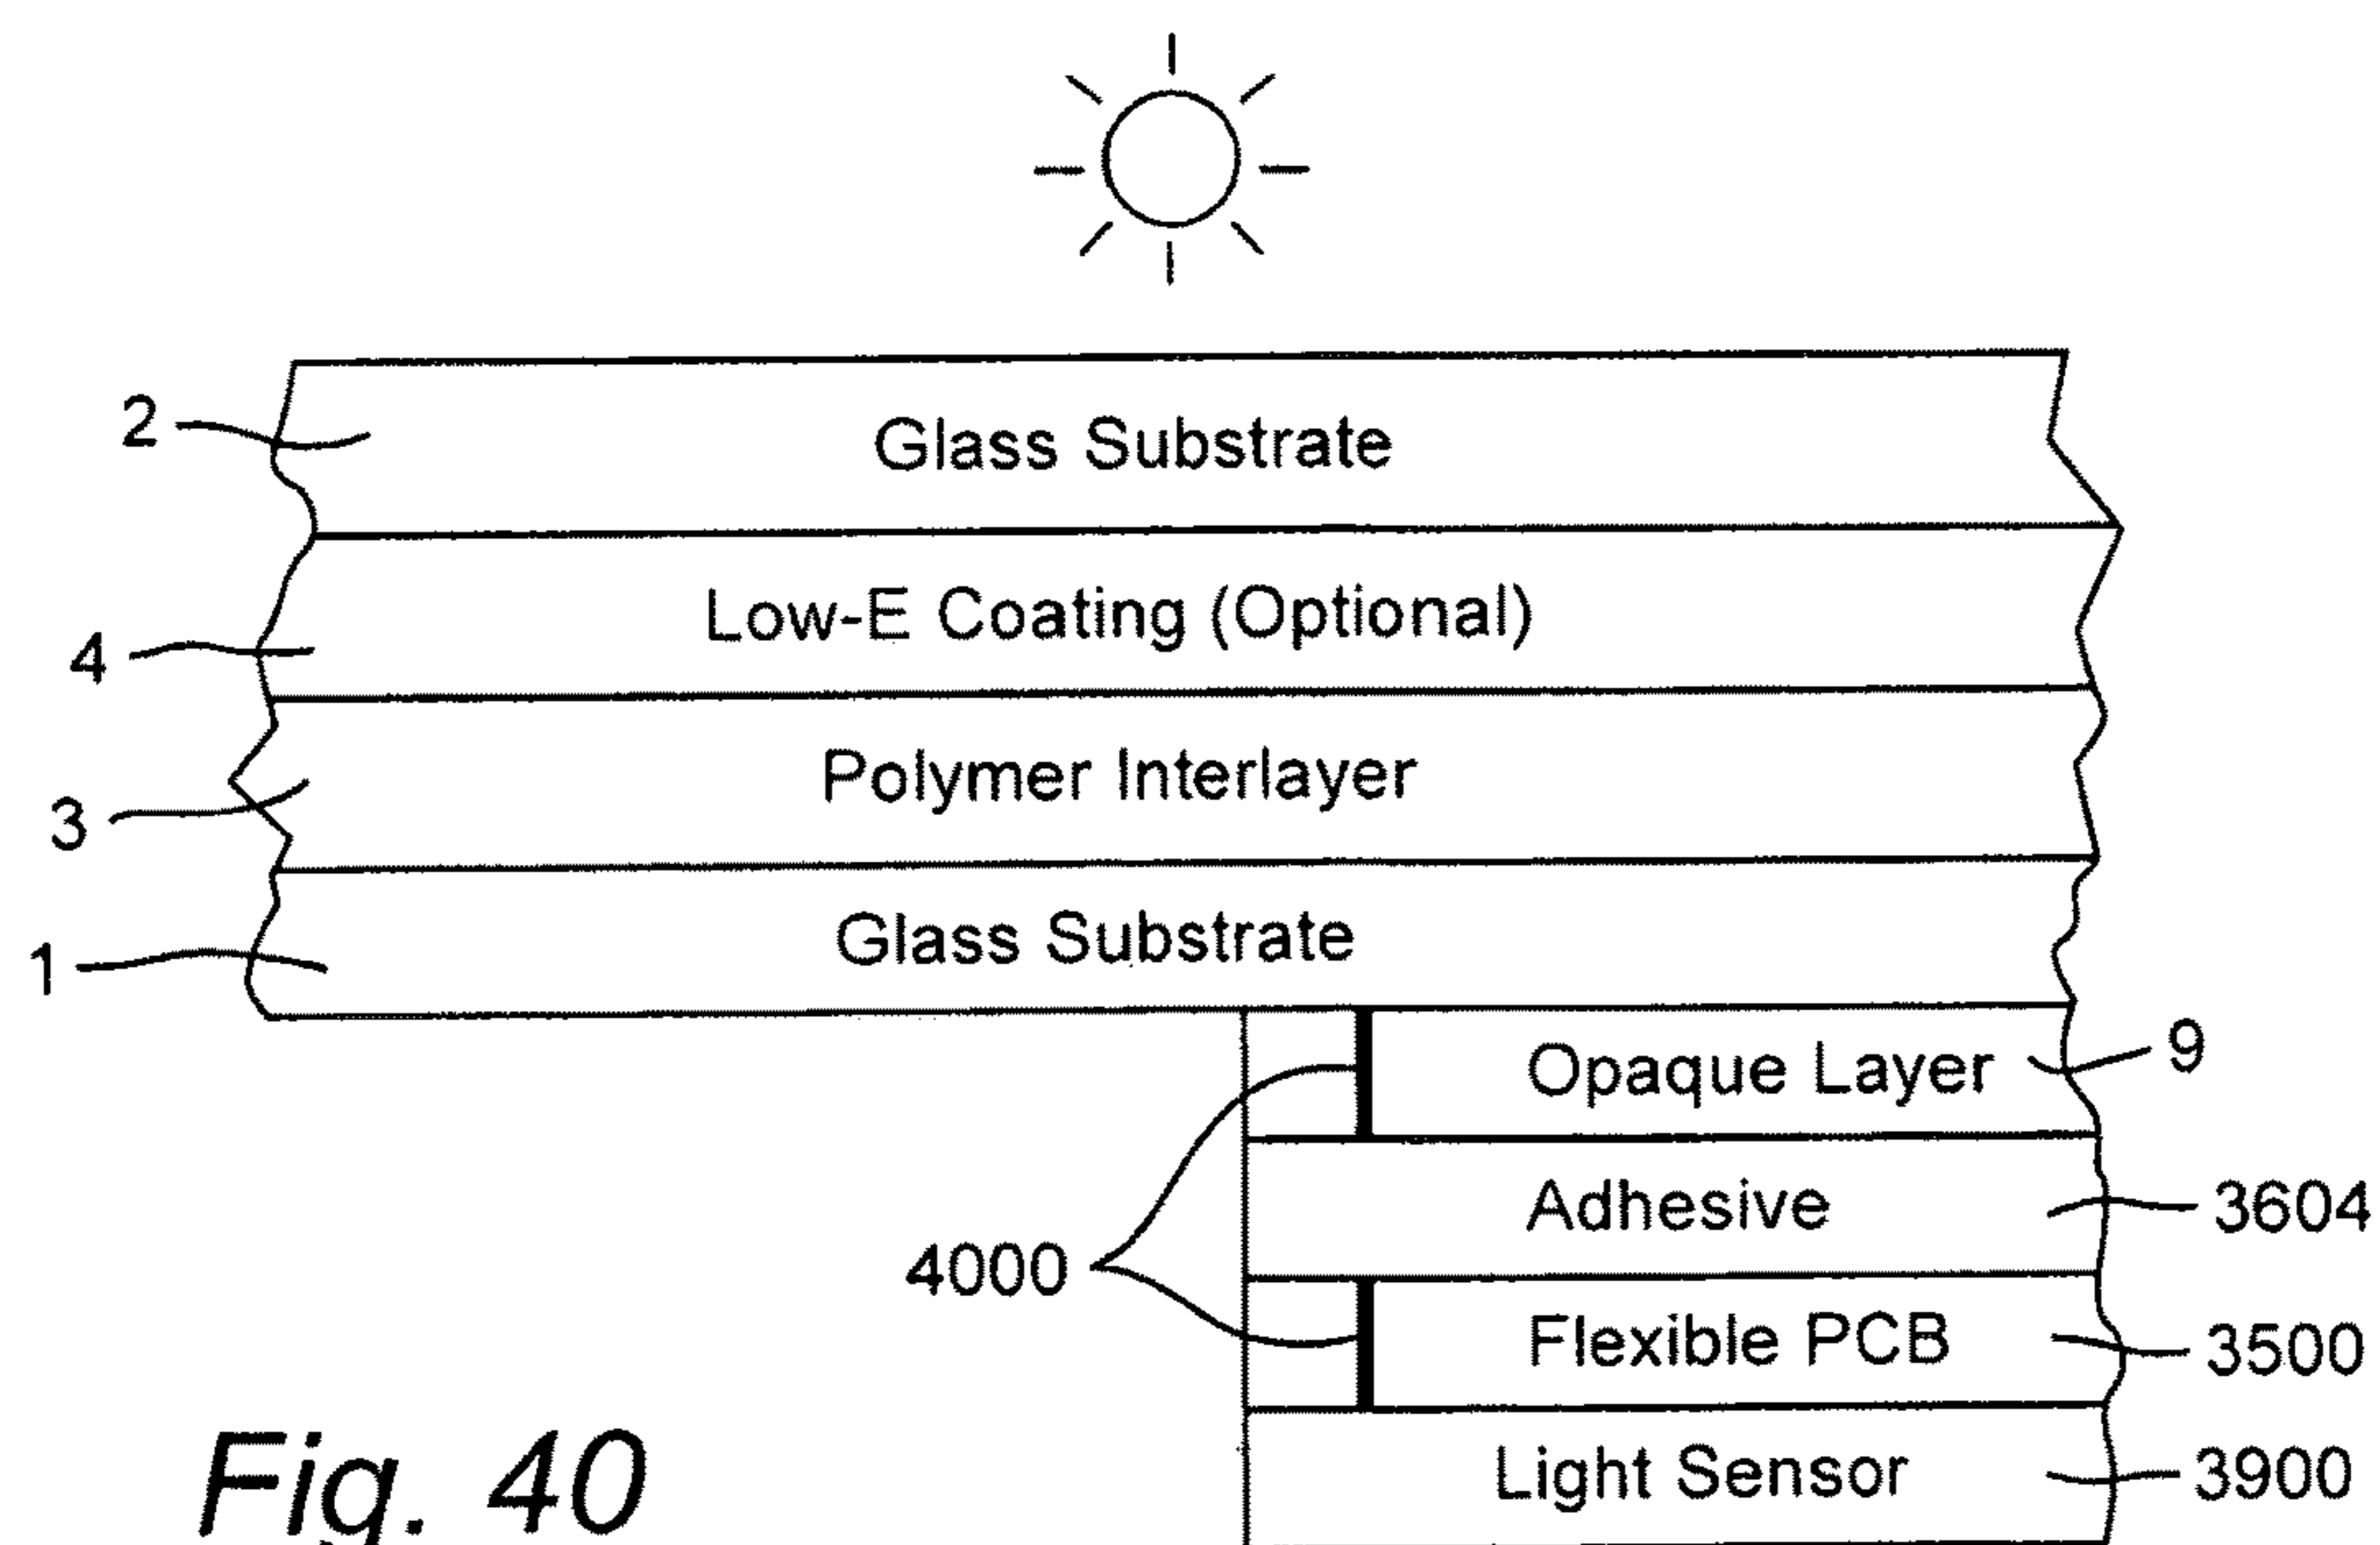 2
Glass Substrate
Low-E Coating (Optional)
4
Polymer Interlayer
3
Glass Substrate
1
Opaque Layer
9
Adhesive
3604
4000
Flexible PCB
3500
Light Sensor
3900
Fig. 40